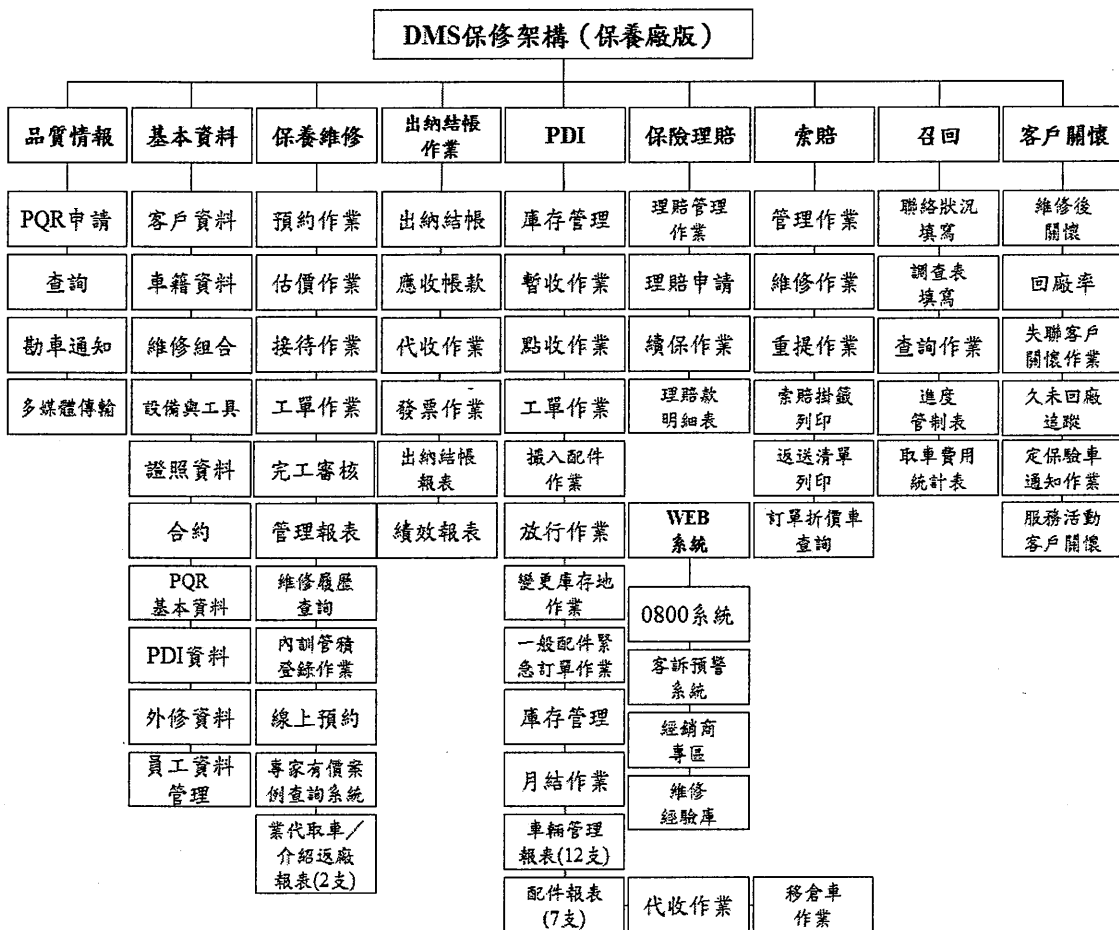 DMS保修架構（保養廠版）
品質情報
PQR申請
查詢
勘車通知
多媒體傳輸
基本資料
客戶資料
車籍資料
維修組合
設備與工具
證照資料
合約
PQR
基本資料
PDI資料
外修資料
員工資料
管理
保養維修
預約作業
估價作業
接待作業
工單作業
完工審核
管理報表
維修履歷
查詢
內訓管積
登錄作業
線上預約
專家有價案
例查詢系統
業代取車／
介紹返廠
報表(2支)
出納結帳
作業
出納結帳
應收帳款
代收作業
發票作業
出納結帳
報表
績效報表
PDI
庫存管理
暫收作業
點收作業
工單作業
撥入配件
作業
放行作業
變更庫存地
作業
一般配件緊
急訂單作業
庫存管理
月結作業
車輛管理
報表(12支)
配件報表
(7支)
代收作業
移倉車
作業
保險理賠
理賠管理
作業
理賠申請
續保作業
理賠款
明細表
WEB
系統
0800系統
客訴預警
系統
經銷商
專區
維修
經驗庫
索賠
管理作業
維修作業
重提作業
索賠掛籤
列印
返送清單
列印
訂單折價車
查詢
召回
聯絡狀況
填寫
調查表
填寫
查詢作業
進度
管制表
取車費用
統計表
客戶關懷
維修後
關懷
回廠率
失聯客戶
關懷作業
久未回廠
追蹤
定保驗車
通知作業
服務活動
客戶關懷